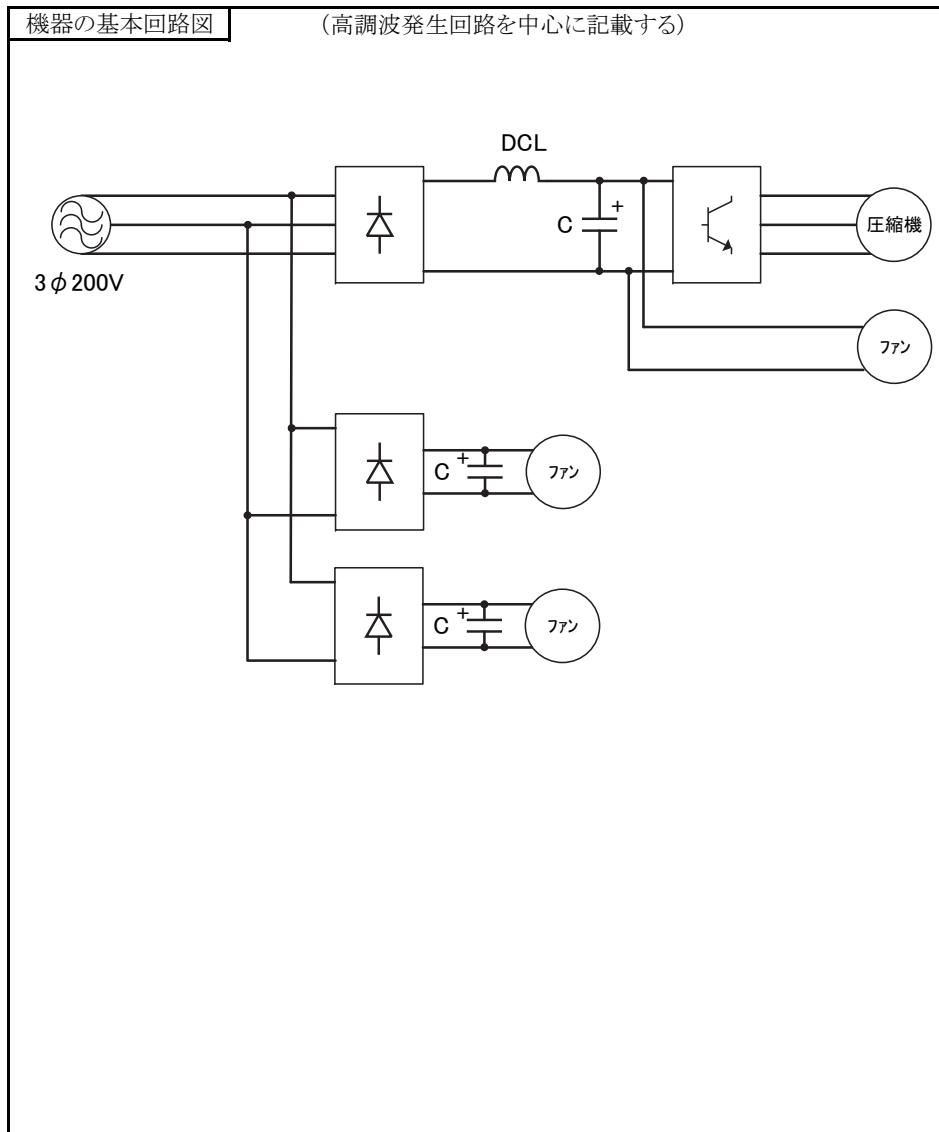 機器の基本回路図
(高調波発生回路を中心に記載する)
DCL
C
+
圧縮機
3φ200V
ファン
C
+
ファン
C
+
ファン